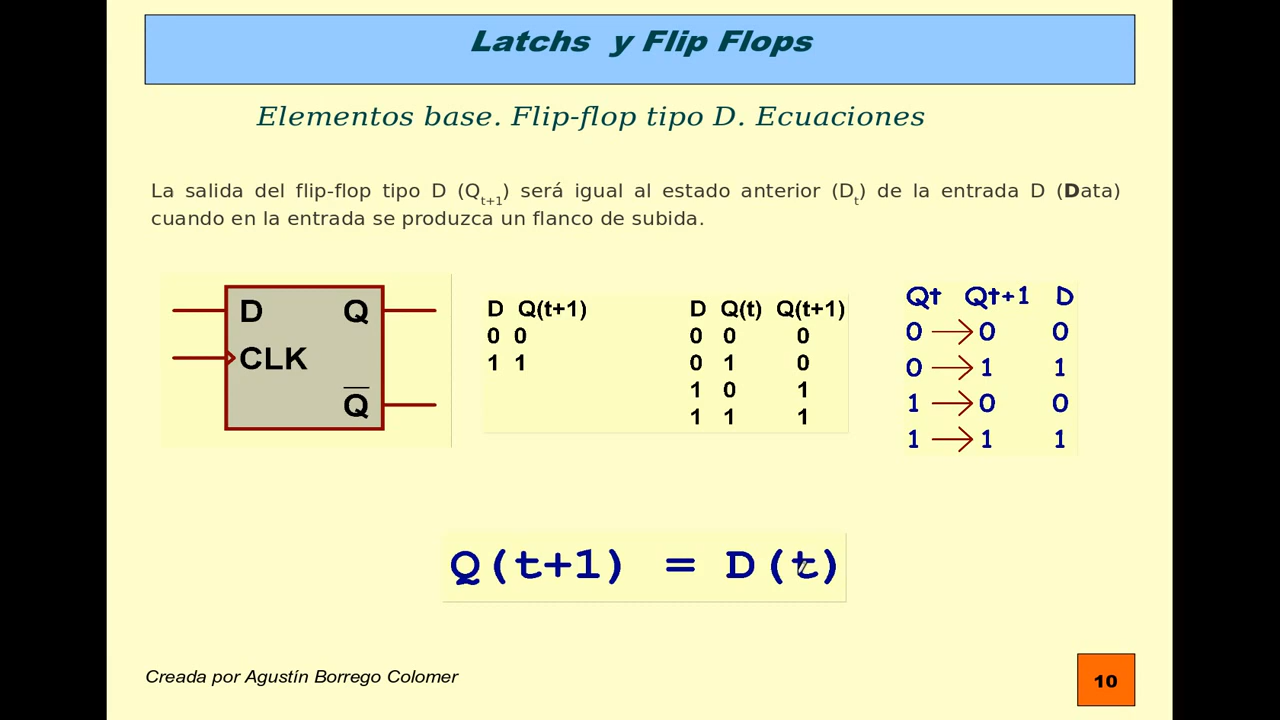 Latchs y Flip Flops
Elementos base. Flip-flop tipo D. Ecuaciones
La salida del flip-flop tipo D (Qt+1) será igual al estado anterior (Dt) de la entrada D (Data)
cuando en la entrada se produzca un flanco de subida.
D Q
CLK
Q̅
D Q(t+1)
0 0
1 1
D Q(t) Q(t+1)
0 0 0
0 1 0
1 0 1
1 1 1
Qt Qt+1 D
0 → 0 0
0 → 1 1
1 → 0 0
1 → 1 1
Q(t+1) = D(t)
Creada por Agustín Borrego Colomer
10